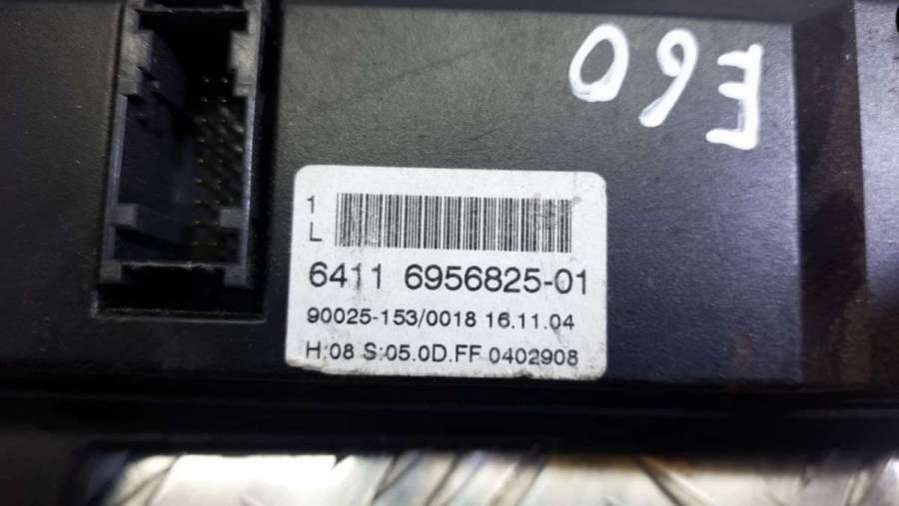 E60
1
L
6411 6956825-01
90025-153/0018 16.11.04
H:08 S:05.0D.FF 0402908